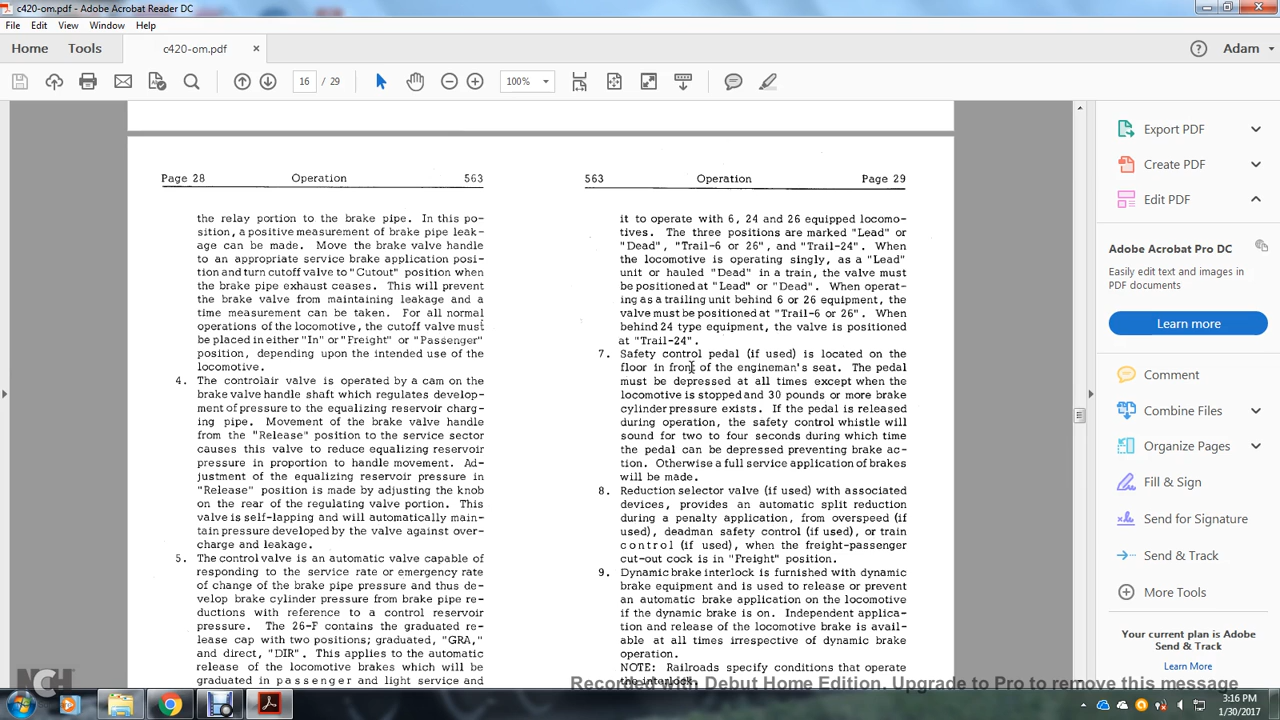 c420-om.pdf - Adobe Acrobat Reader DC
File Edit View Window Help
Home Tools c420-om.pdf × Adam
16 / 29 100%
Page 28 Operation 563
the relay portion to the brake pipe. In this po-
sition, a positive measurement of brake pipe leak-
age can be made. Move the brake valve handle
to an appropriate service brake application posi-
tion and turn cutoff valve to "Cutout" position when
the brake pipe exhaust ceases. This will prevent
the brake valve from maintaining leakage and a
time measurement can be taken. For all normal
operations of the locomotive, the cutoff valve must
be placed in either "In" or "Freight" or "Passenger"
position, depending upon the intended use of the
locomotive.
4. The controlair valve is operated by a cam on the
brake valve handle shaft which regulates develop-
ment of pressure to the equalizing reservoir charg-
ing pipe. Movement of the brake valve handle
from the "Release" position to the service sector
causes this valve to reduce equalizing reservoir
pressure in proportion to handle movement. Ad-
justment of the equalizing reservoir pressure in
"Release" position is made by adjusting the knob
on the rear of the regulating valve portion. This
valve is self-lapping and will automatically main-
tain pressure developed by the valve against over-
charge and leakage.
5. The control valve is an automatic valve capable of
responding to the service rate or emergency rate
of change of the brake pipe pressure and thus de-
velop brake cylinder pressure from brake pipe re-
ductions with reference to a control reservoir
pressure. The 26-F contains the graduated re-
lease cap with two positions; graduated, "GRA,"
and direct, "DIR". This applies to the automatic
release of the locomotive brakes which will be
graduated in passenger and light service and
563 Operation Page 29
it to operate with 6, 24 and 26 equipped locomo-
tives. The three positions are marked "Lead" or
"Dead", "Trail-6 or 26", and "Trail-24". When
the locomotive is operating singly, as a "Lead"
unit or hauled "Dead" in a train, the valve must
be positioned at "Lead" or "Dead". When operat-
ing as a trailing unit behind 6 or 26 equipment, the
valve must be positioned at "Trail-6 or 26". When
behind 24 type equipment, the valve is positioned
at "Trail-24".
7. Safety control pedal (if used) is located on the
floor in front of the engineman's seat. The pedal
must be depressed at all times except when the
locomotive is stopped and 30 pounds or more brake
cylinder pressure exists. If the pedal is released
during operation, the safety control whistle will
sound for two to four seconds during which time
the pedal can be depressed preventing brake ac-
tion. Otherwise a full service application of brakes
will be made.
8. Reduction selector valve (if used) with associated
devices, provides an automatic split reduction
during a penalty application, from overspeed (if
used), deadman safety control (if used), or train
control (if used), when the freight-passenger
cut-out cock is in "Freight" position.
9. Dynamic brake interlock is furnished with dynamic
brake equipment and is used to release or prevent
an automatic brake application on the locomotive
if the dynamic brake is on. Independent applica-
tion and release of the locomotive brake is avail-
able at all times irrespective of dynamic brake
operation.
NOTE: Railroads specify conditions that operate
the interlock.
Export PDF
Create PDF
Edit PDF
Adobe Acrobat Pro DC
Easily edit text and images in
PDF documents
Learn more
Comment
Combine Files
Organize Pages
Fill & Sign
Send for Signature
Send & Track
More Tools
Your current plan is Adobe
Send & Track
Learn More
NCH
Recorded with Debut Home Edition. Upgrade to Pro to remove this message
3:16 PM
1/30/2017